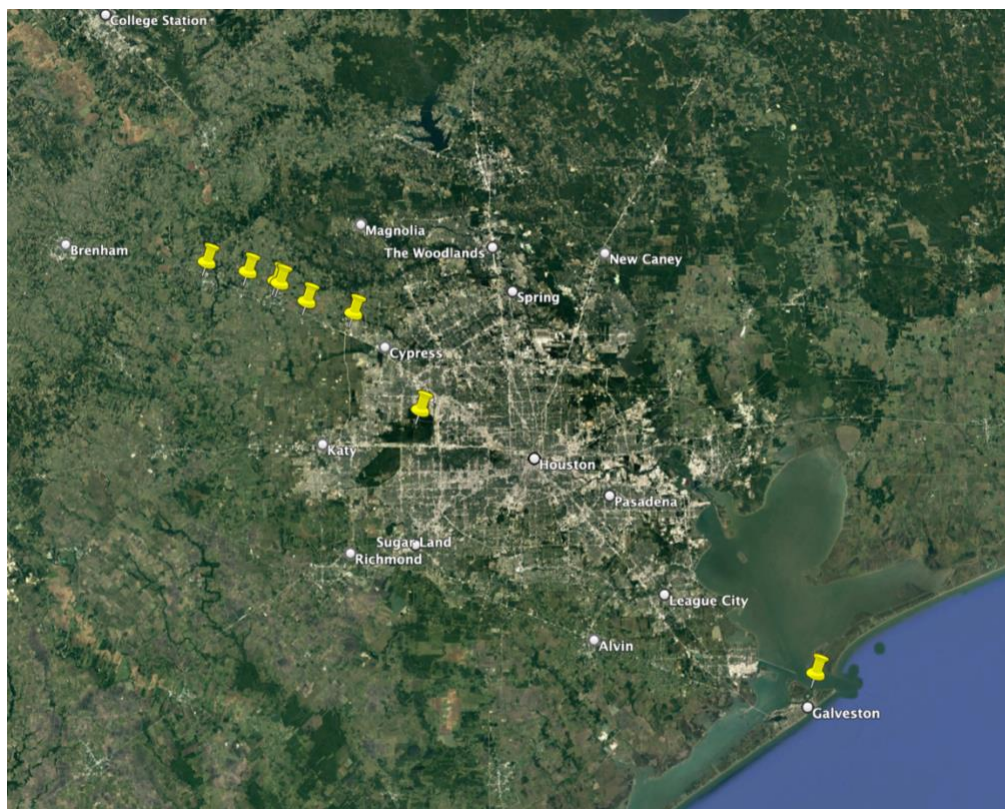 College Station
Magnolia
Brenham
The Woodlands
New Caney
Spring
Cypress
Katy
Houston
Pasadena
Sugar Land
Richmond
League City
Alvin
Galveston